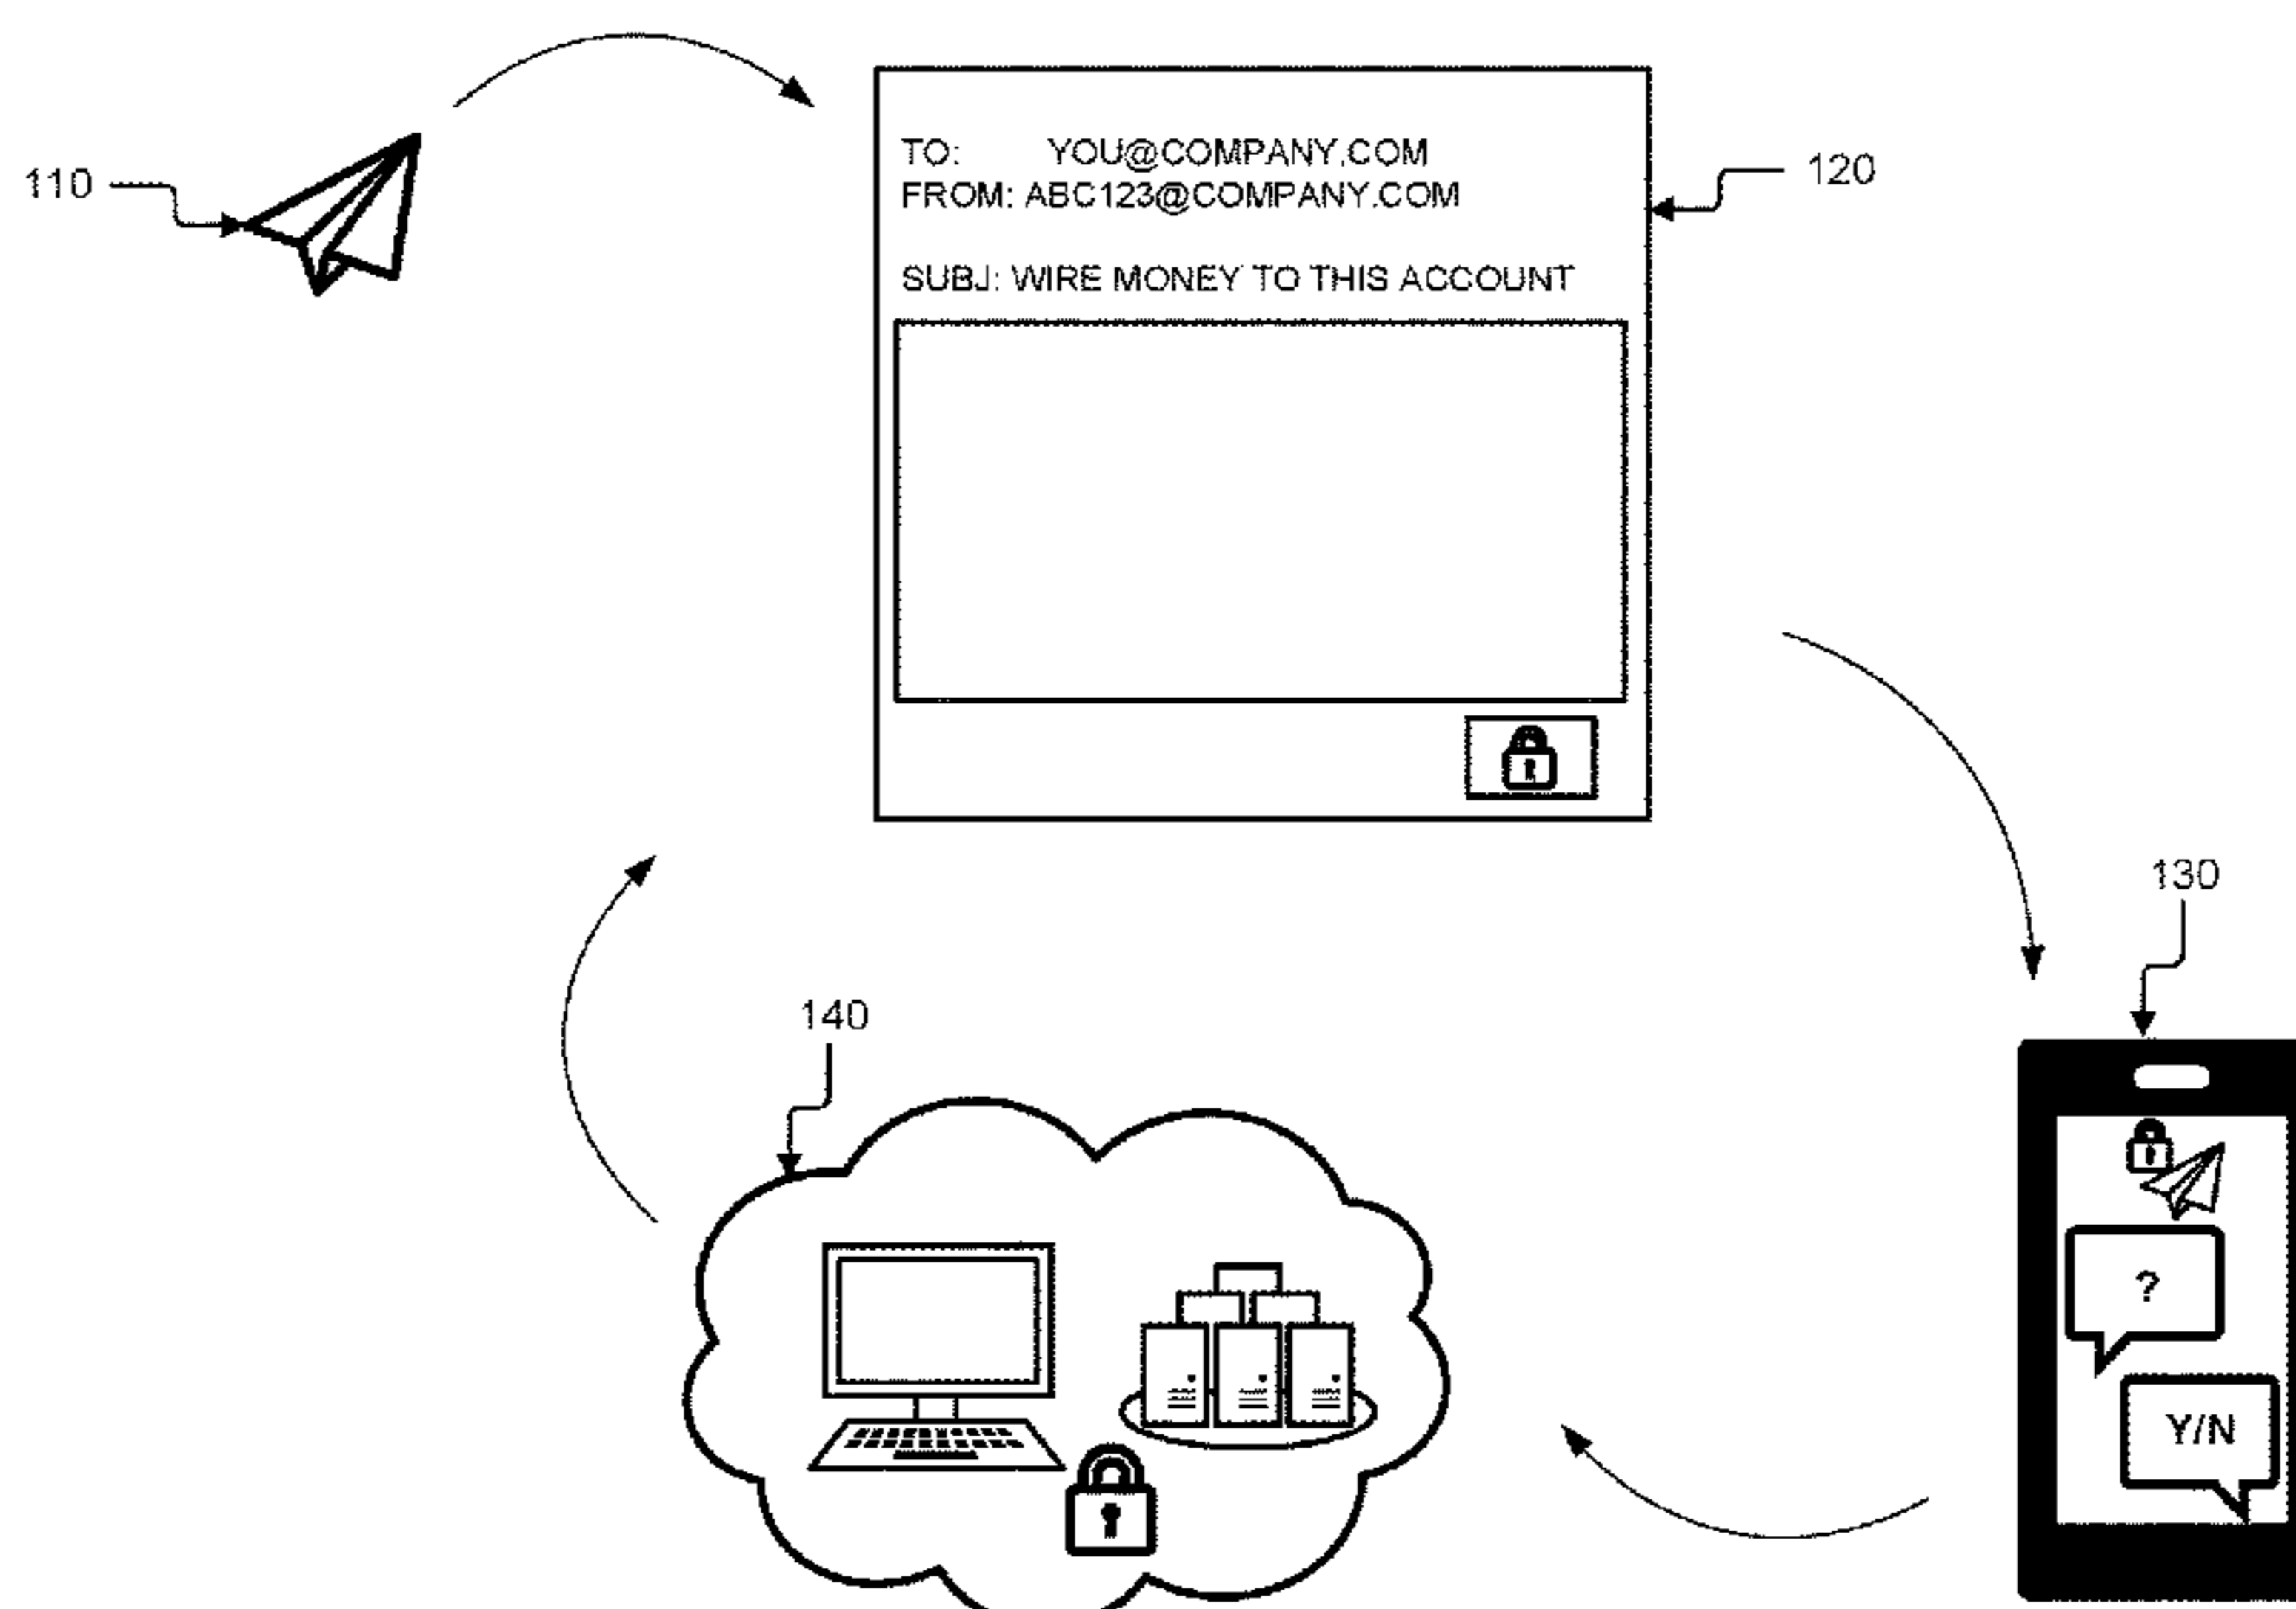 110
TO: YOU@COMPANY.COM
FROM: ABC123@COMPANY.COM
120
SUBJ: WIRE MONEY TO THIS ACCOUNT
130
140
?
Y/N